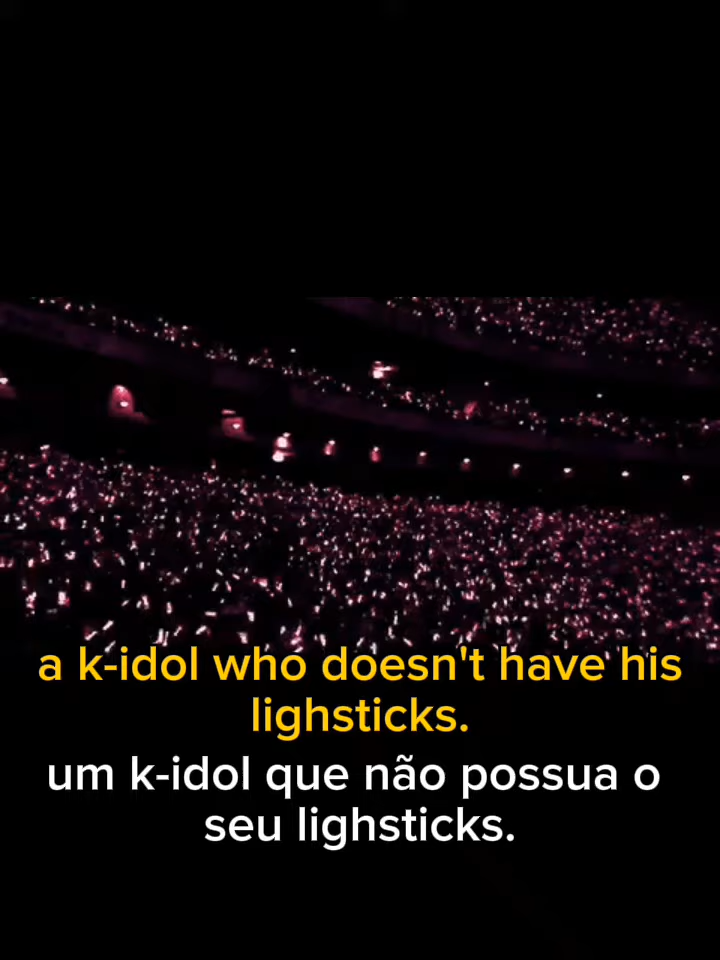 a k-idol who doesn't have his
lighsticks.
um k-idol que não possua o
seu lighsticks.